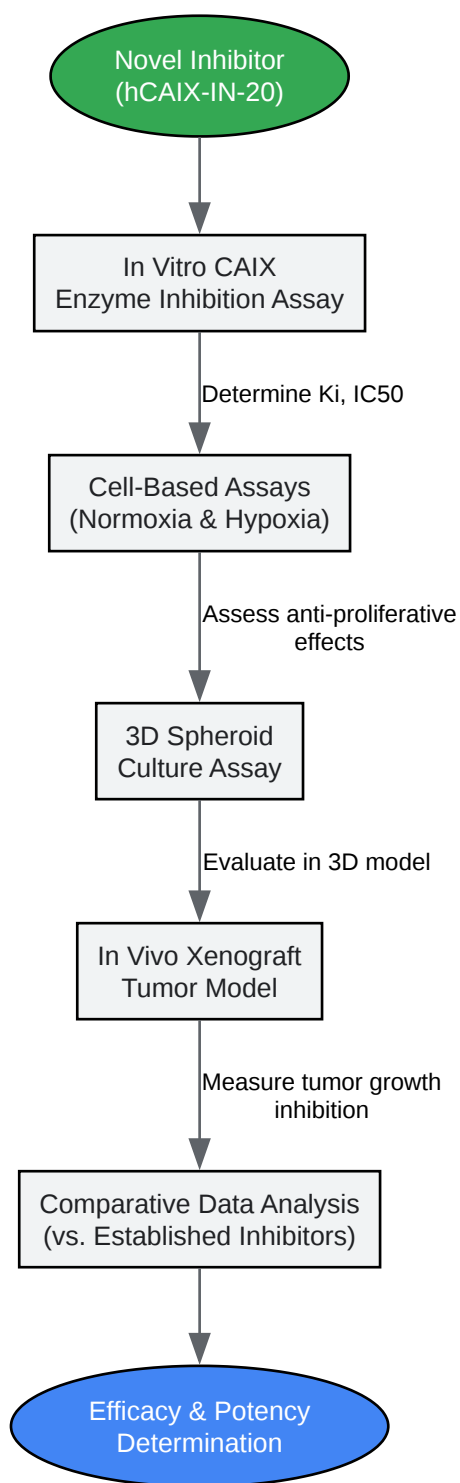 Novel Inhibitor
(hCAIX-IN-20)
In Vitro CAIX
Enzyme Inhibition Assay
Determine Ki, IC50
Cell-Based Assays
(Normoxia & Hypoxia)
Assess anti-proliferative
effects
3D Spheroid
Culture Assay
Evaluate in 3D model
In Vivo Xenograft
Tumor Model
Measure tumor growth
inhibition
Comparative Data Analysis
(vs. Established Inhibitors)
Efficacy & Potency
Determination